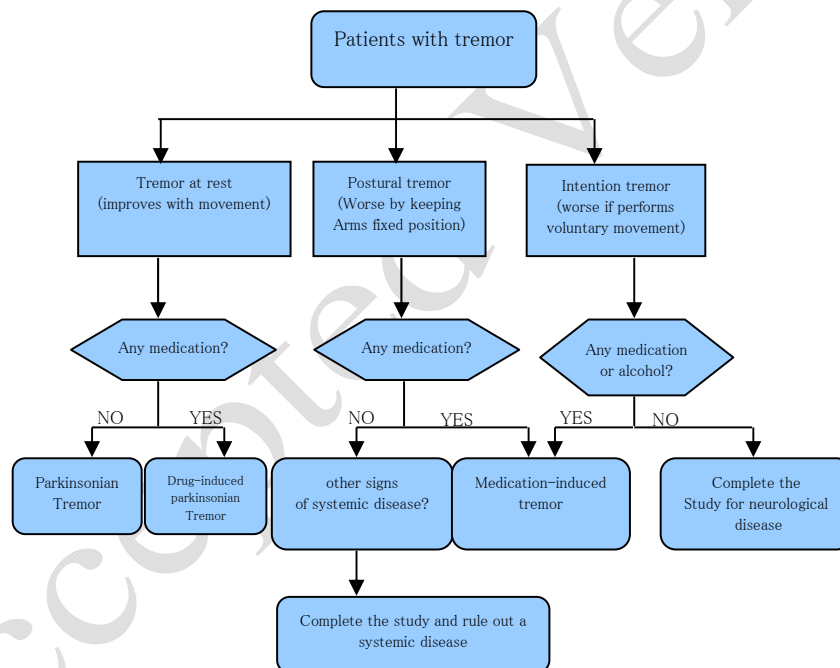 Patients with tremor
Tremor at rest
(improves with movement)
Postural tremor
(Worse by keeping
Arms fixed position)
Intention tremor
(worse if performs
voluntary movement)
Any medication?
Any medication?
Any medication
or alcohol?
NO
YES
NO
YES
YES
NO
Parkinsonian
Tremor
Drug-induced
parkinsonian
Tremor
other signs
of systemic disease?
Medication-induced
tremor
Complete the
Study for neurological
disease
Complete the study and rule out a
systemic disease
ccepted Ve